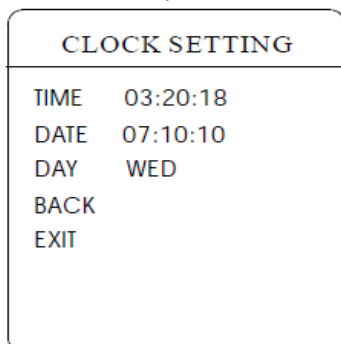 CLOCK SETTING
TIME 03:20:18
DATE 07:10:10
DAY WED
BACK
EXIT